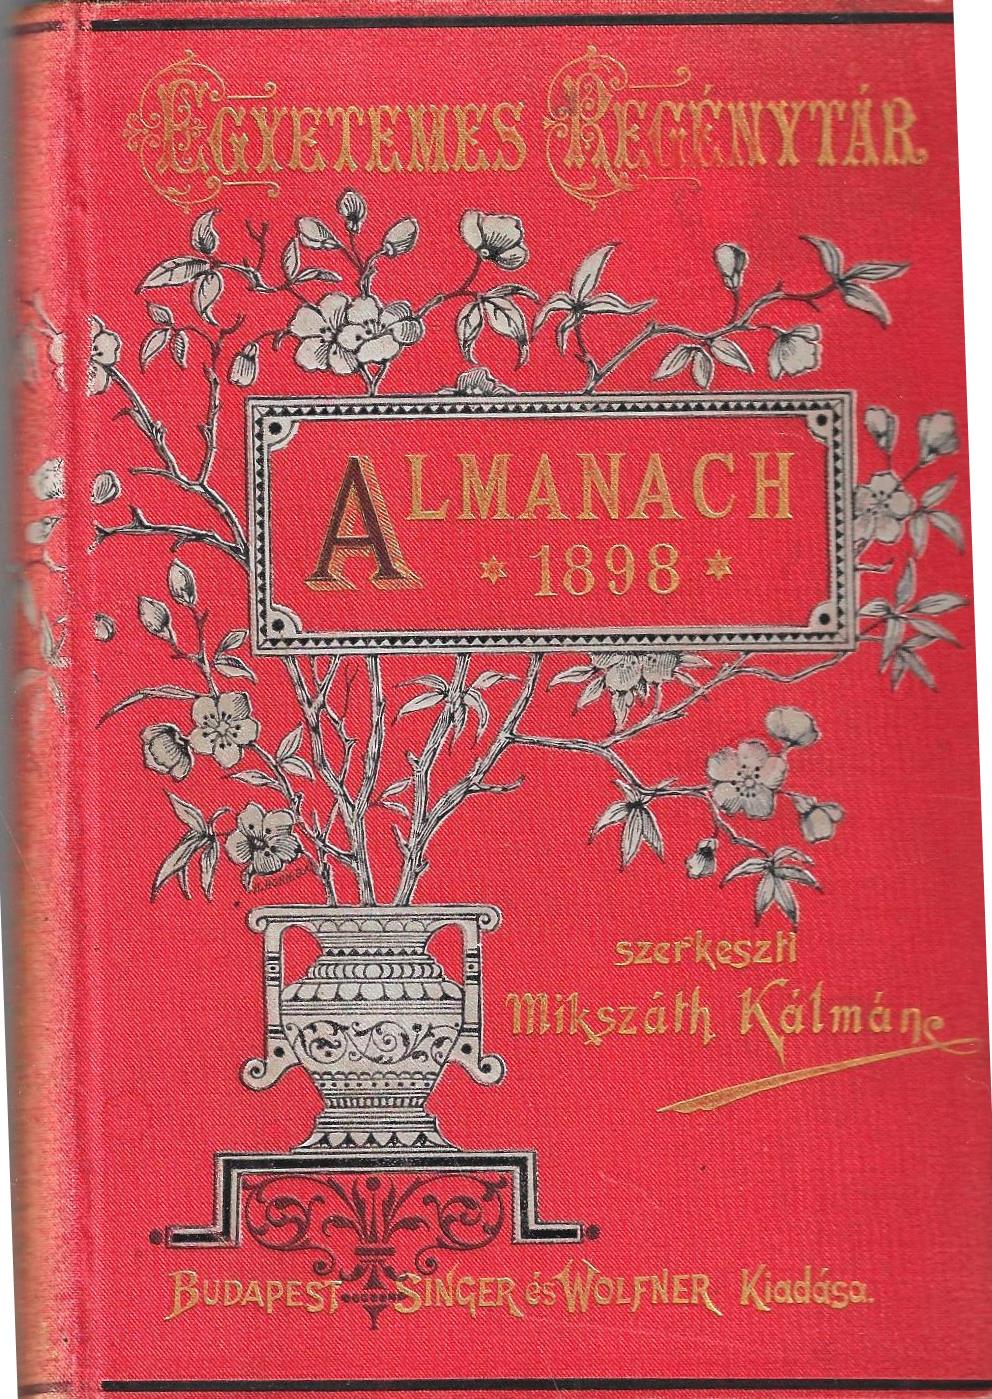 EGYETEMES REGÉNYTÁR
ALMANACH
1898
szerkeszti
Mikszáth Kálmán
BUDAPEST SINGER és WOLFNER Kiadása.